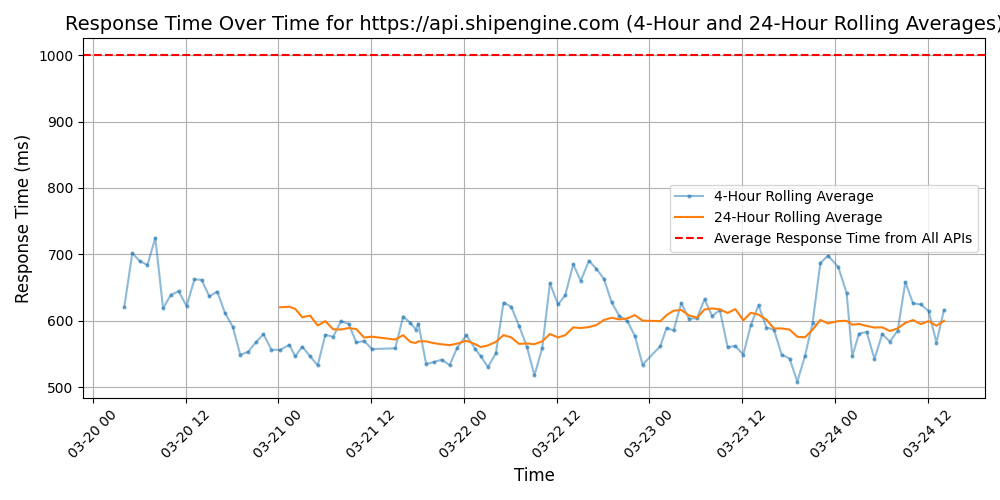 Response Time Over Time for https://api.shipengine.com (4-Hour and 24-Hour Rolling Averages)
Response Time (ms)
1000
900
800
700
600
500
4-Hour Rolling Average
24-Hour Rolling Average
Average Response Time from All APIs
03-20 00
03-20 12
03-21 00
03-21 12
03-22 00
03-22 12
03-23 00
03-23 12
03-24 00
03-24 12
Time